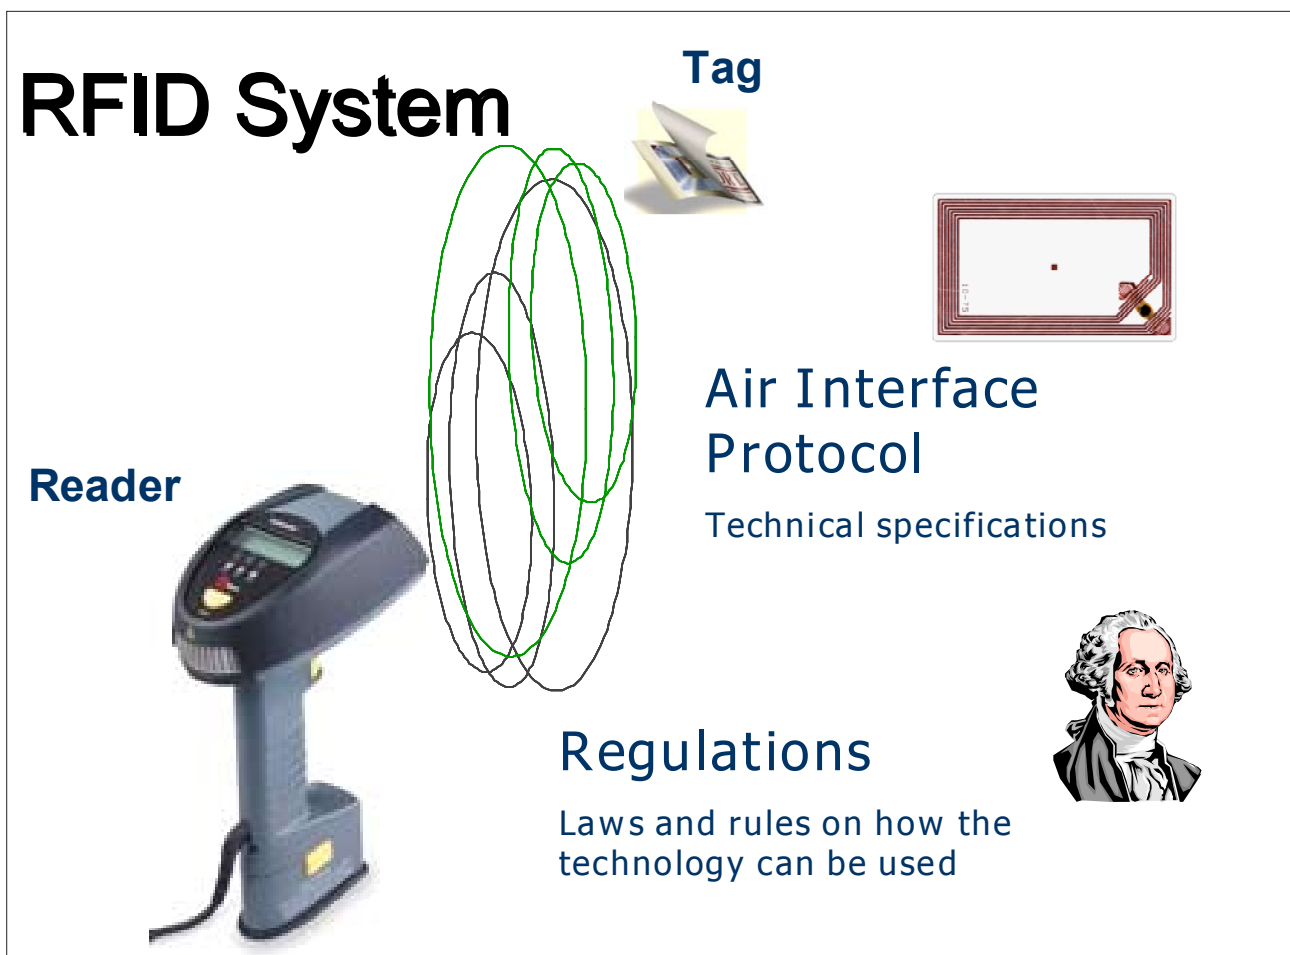 RFID System
Tag
Air Interface
Protocol
Technical specifications
Reader
Regulations
Laws and rules on how the
technology can be used